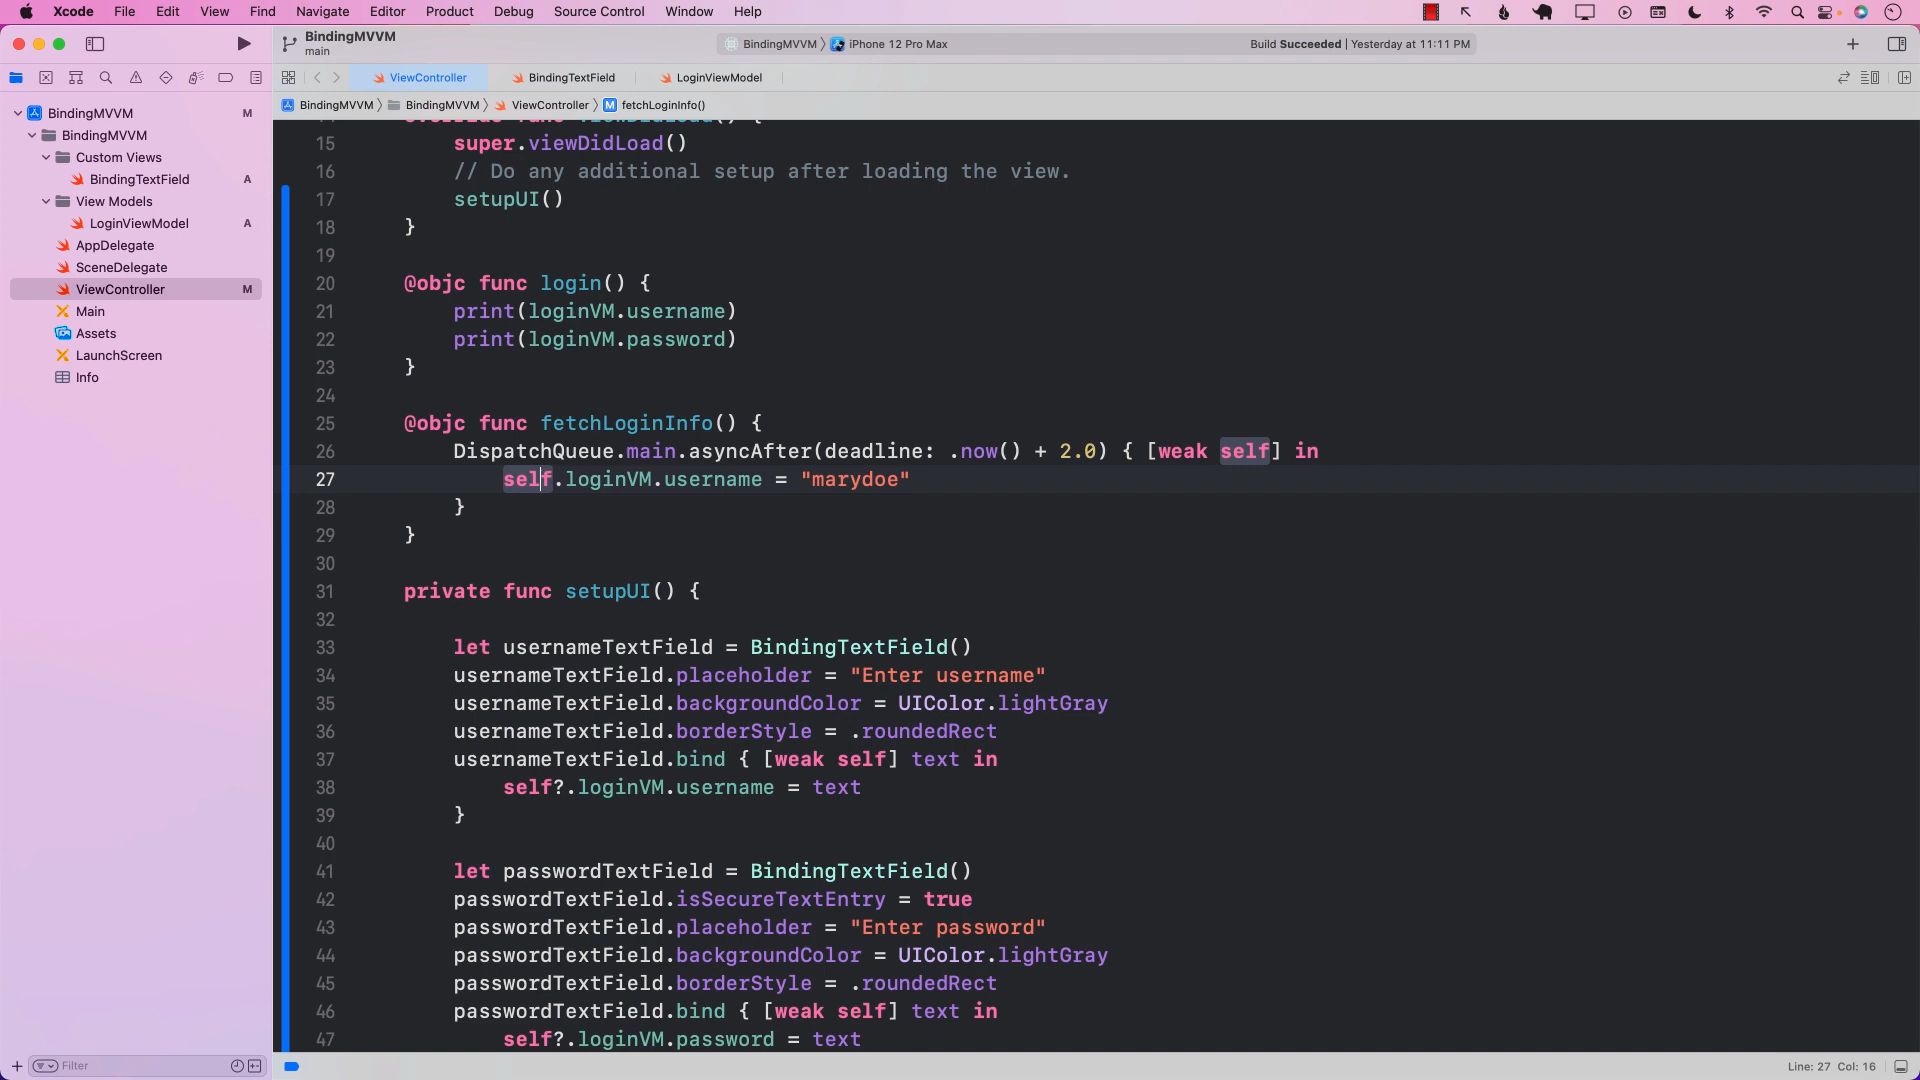 Xcode File Edit View Find Navigate Editor Product Debug Source Control Window Help
BindingMVVM
main
BindingMVVM 〉 iPhone 12 Pro Max
Build Succeeded | Yesterday at 11:11 PM
ViewController BindingTextField LoginViewModel
BindingMVVM 〉 BindingMVVM 〉 ViewController 〉 M fetchLoginInfo()
BindingMVVM M
BindingMVVM
Custom Views
BindingTextField A
View Models
LoginViewModel A
AppDelegate
SceneDelegate
ViewController M
Main
Assets
LaunchScreen
Info
Filter
14 override func viewDidLoad() {
15 super.viewDidLoad()
16 // Do any additional setup after loading the view.
17 setupUI()
18 }
19
20 @objc func login() {
21 print(loginVM.username)
22 print(loginVM.password)
23 }
24
25 @objc func fetchLoginInfo() {
26 DispatchQueue.main.asyncAfter(deadline: .now() + 2.0) { [weak self] in
27 self.loginVM.username = "marydoe"
28 }
29 }
30
31 private func setupUI() {
32
33 let usernameTextField = BindingTextField()
34 usernameTextField.placeholder = "Enter username"
35 usernameTextField.backgroundColor = UIColor.lightGray
36 usernameTextField.borderStyle = .roundedRect
37 usernameTextField.bind { [weak self] text in
38 self?.loginVM.username = text
39 }
40
41 let passwordTextField = BindingTextField()
42 passwordTextField.isSecureTextEntry = true
43 passwordTextField.placeholder = "Enter password"
44 passwordTextField.backgroundColor = UIColor.lightGray
45 passwordTextField.borderStyle = .roundedRect
46 passwordTextField.bind { [weak self] text in
47 self?.loginVM.password = text
Line: 27 Col: 16